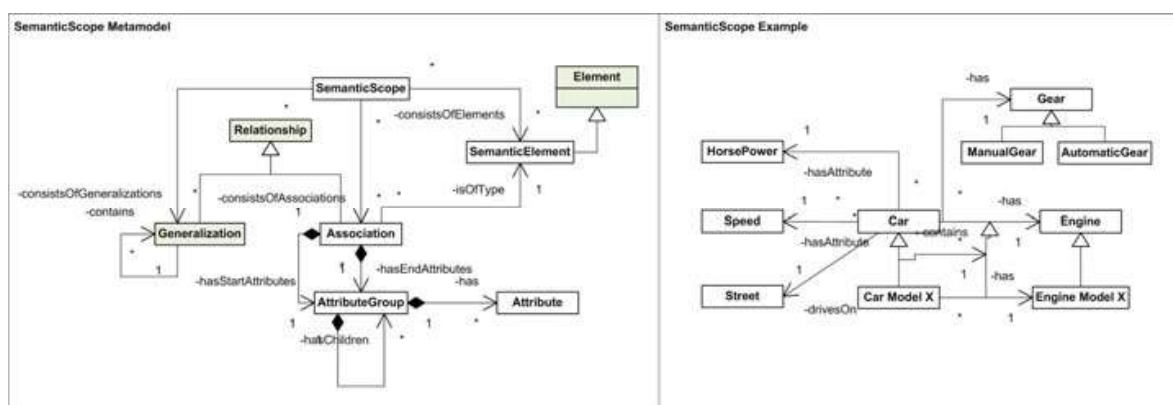 SemanticScope Metamodel
SemanticScope Example
Element
-has
*
SemanticScope
*
Gear
-consistsOfElements
1
Relationship
1
HorsePower
ManualGear
AutomaticGear
SemanticElement
-hasAttribute
-consistsOfGeneralizations
-consistsOfAssociations
-isOfType
1
-has
-contains
1
Speed
1
Car
Engine
Generalization
Association
-hasAttribute
contains
1
*
1
-hasStartAttributes
-hasEndAttributes
-has
1
1
-has
AttributeGroup
Attribute
Street
Car Model X
Engine Model X
1
1
*
-drivesOn
*
1
-hasChildren
*